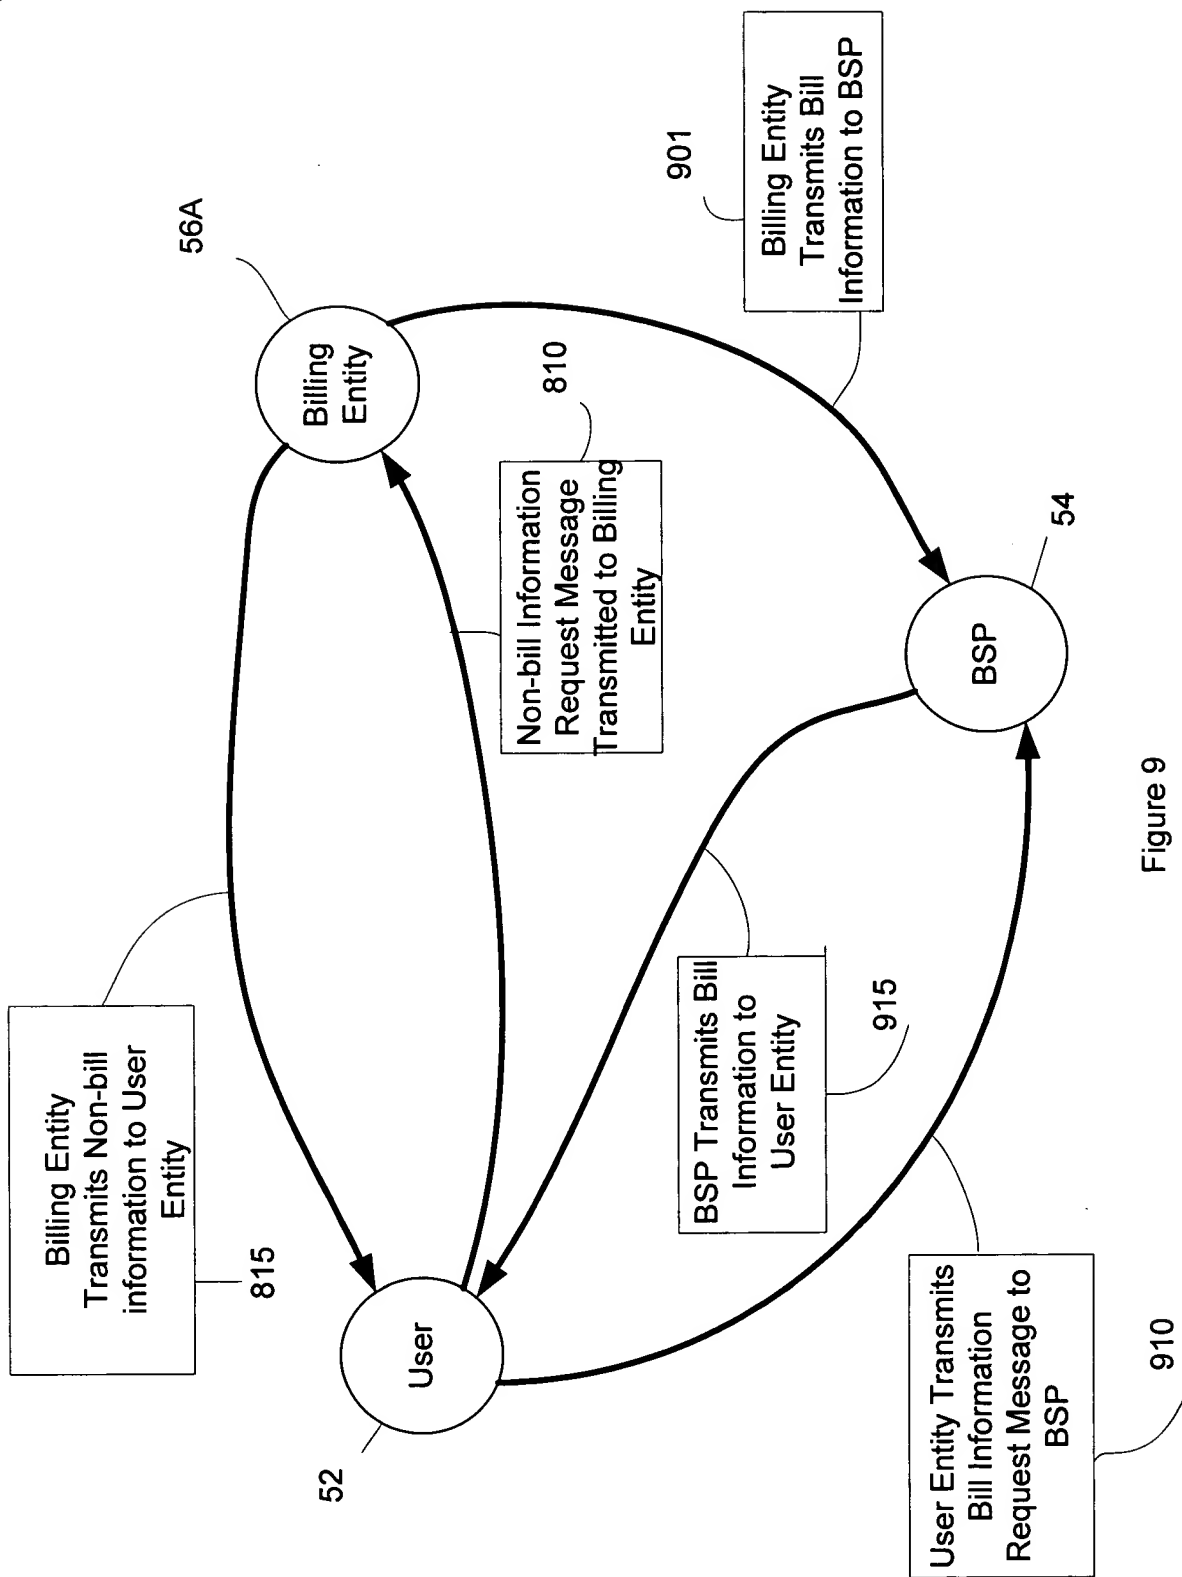 Billing Entity
Transmits Non-bill
information to User
Entity
815
56A
Billing
Entity
User
52
Non-bill Information
Request Message
Transmitted to Billing
Entity
810
BSP Transmits Bill
Information to
User Entity
915
Billing Entity
Transmits Bill
Information to BSP
901
BSP
54
User Entity Transmits
Bill Information
Request Message to
BSP
910
Figure 9